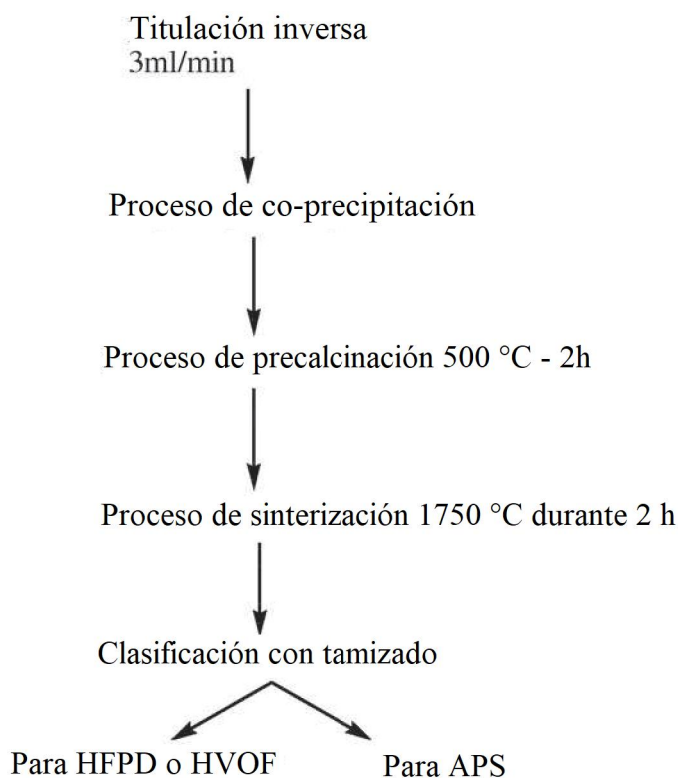 Titulación inversa
3ml/min
Proceso de co-precipitación
Proceso de precalcinación 500 °C - 2h
Proceso de sinterización 1750 °C durante 2 h
Clasificación con tamizado
Para HFPD o HVOF
Para APS